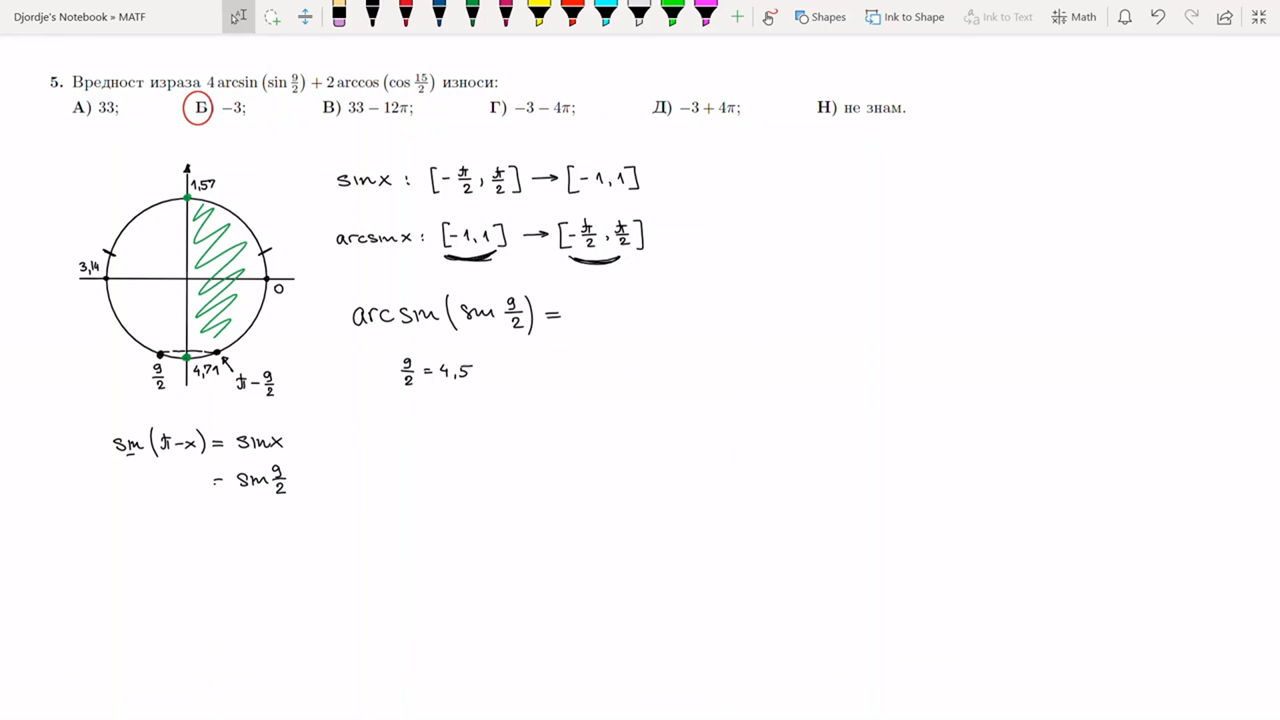 Djordje's Notebook » MATF
Shapes
Ink to Shape
Ink to Text
Math
5. Вредност израза 4 arcsin (sin 9/2) + 2 arccos (cos 15/2) износи:
А) 33; Б) −3; В) 33 − 12π; Г) −3 − 4π; Д) −3 + 4π; Н) не знам.
1,57
3,14
0
9/2
4,71
π − 9/2
sin x : [−π/2, π/2] → [−1, 1]
arcsin x : [−1, 1] → [−π/2, π/2]
arcsin (sin 9/2) =
9/2 = 4,5
sin (π−x) = sin x
= sin 9/2